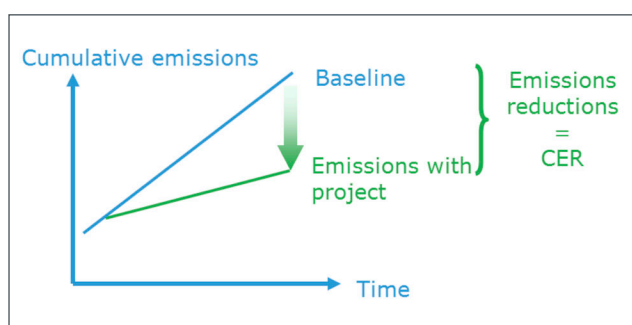 Cumulative emissions
Baseline
Emissions with
project
Emissions
reductions
=
CER
Time